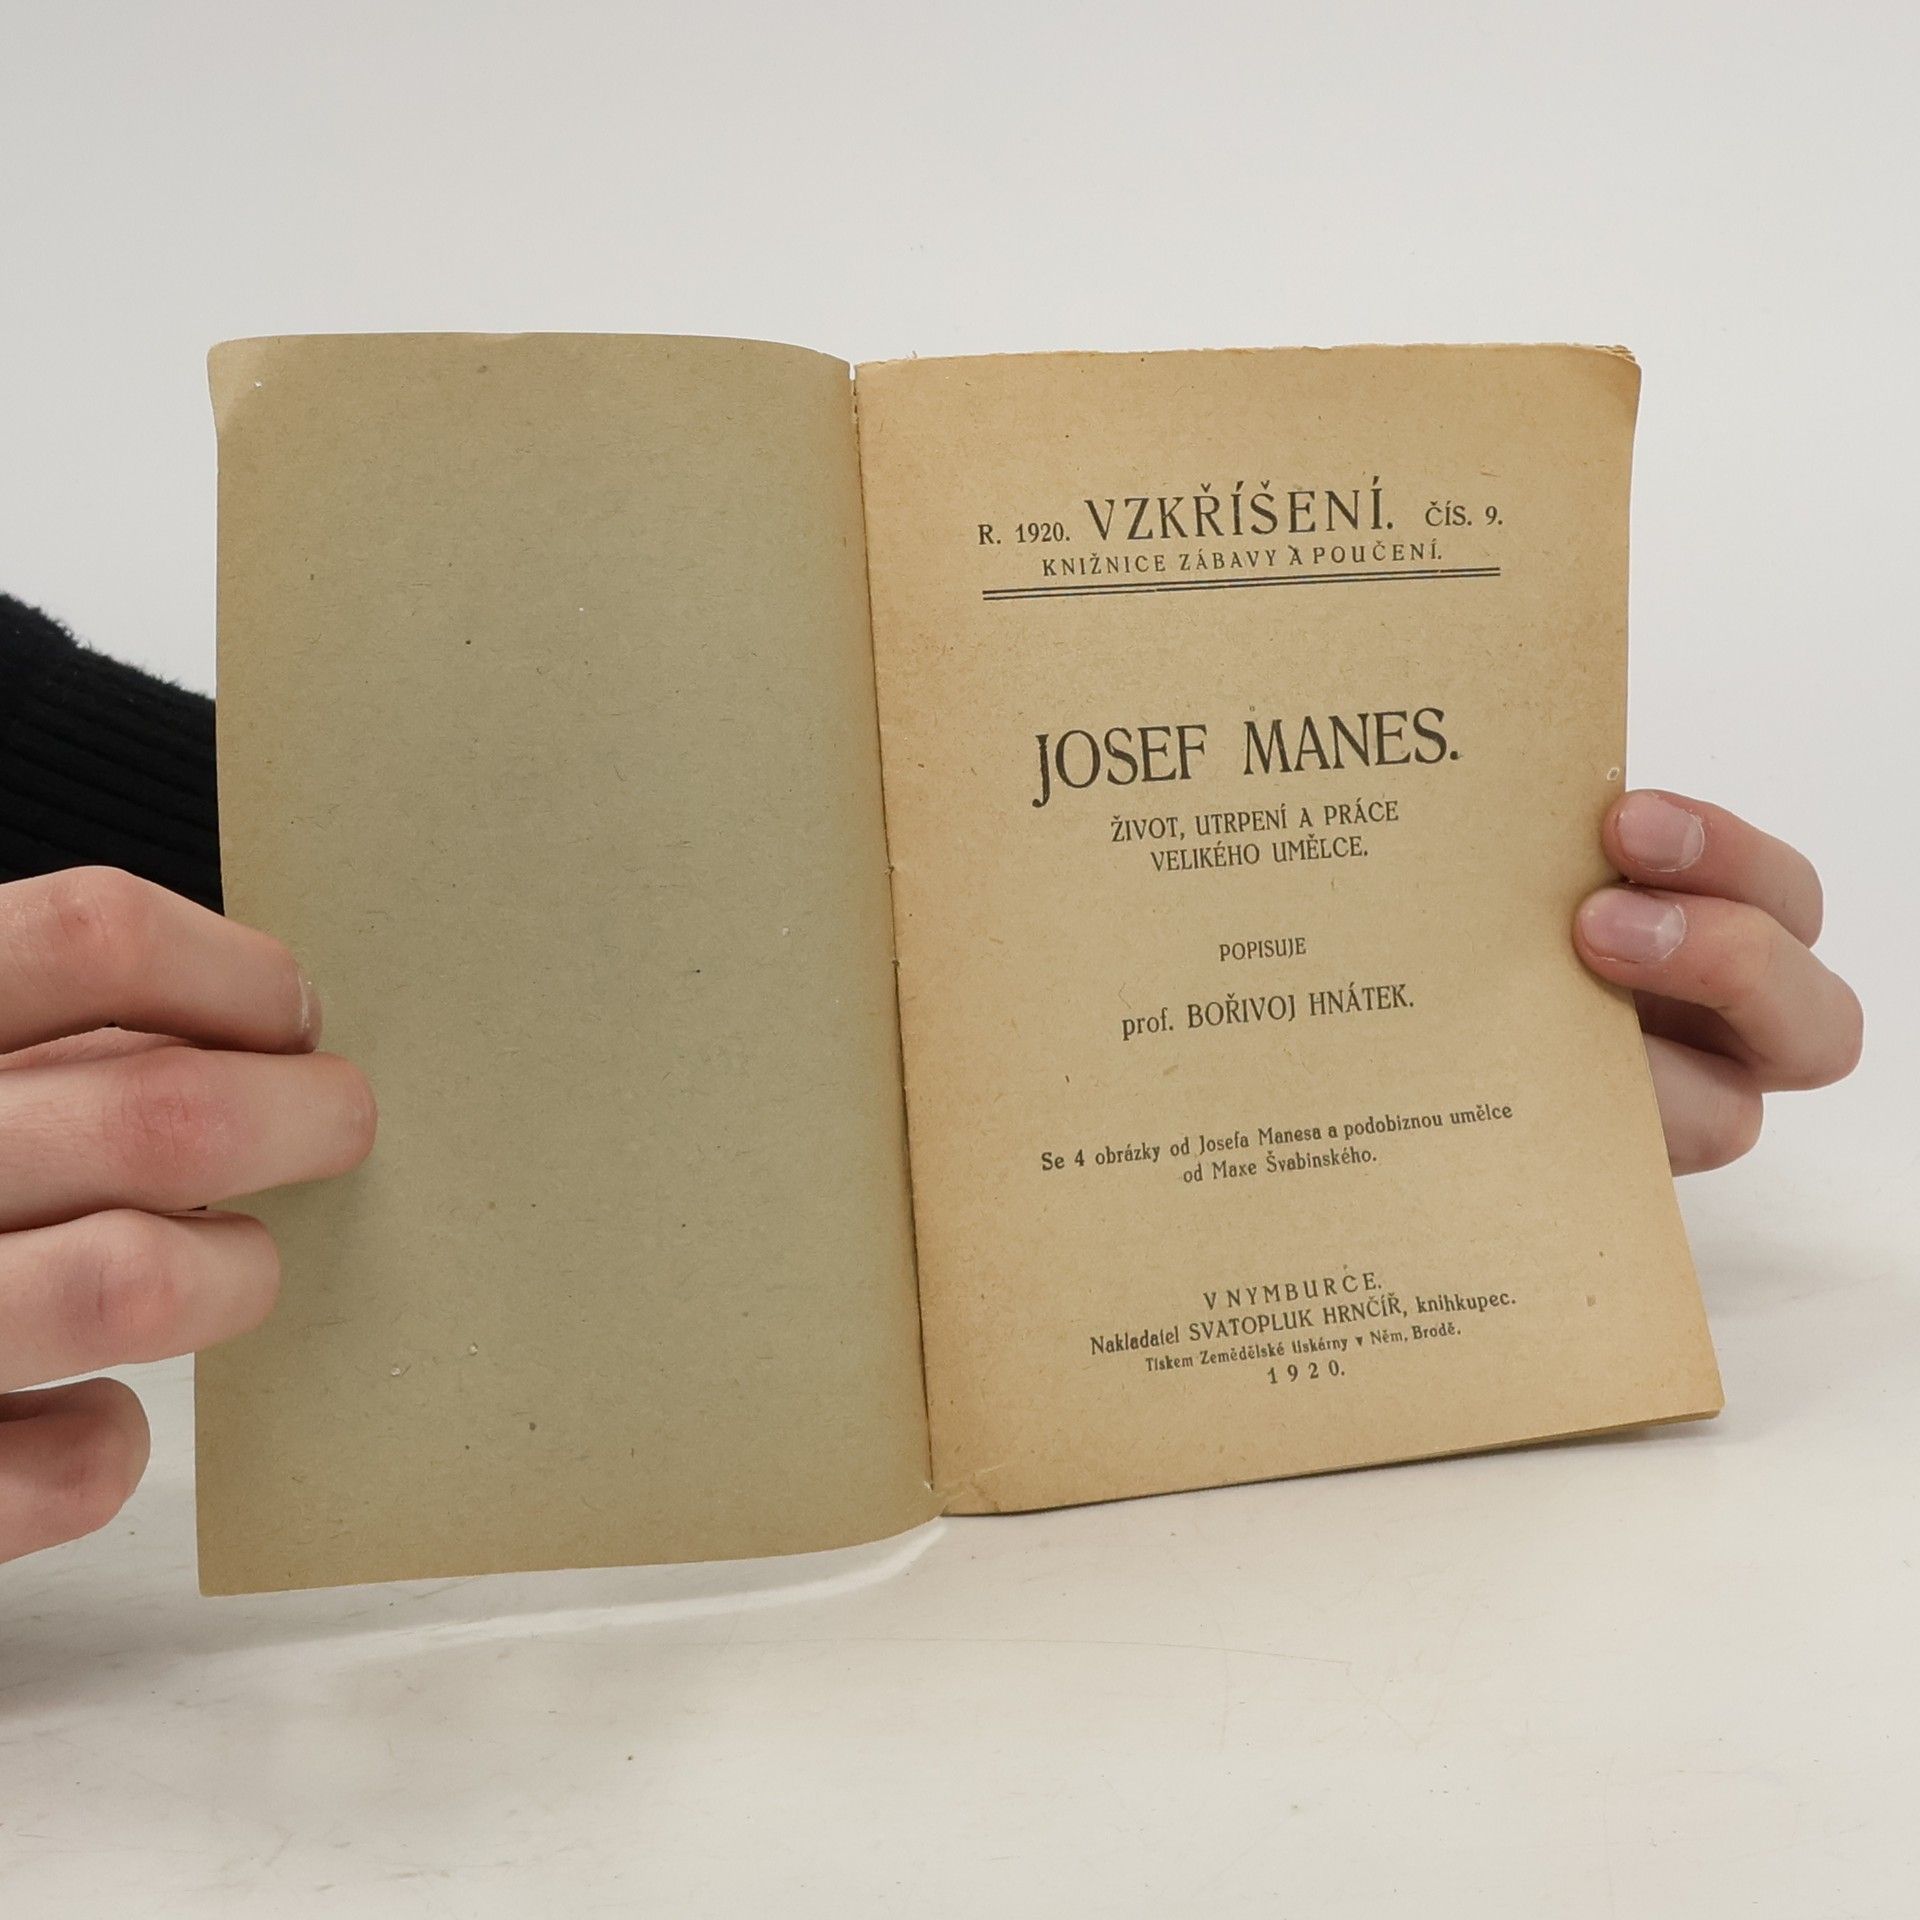 R. 1920. VZKŘÍŠENÍ. ČÍS. 9.
KNIŽNICE ZÁBAVY A POUČENÍ.
JOSEF MANES.
ŽIVOT, UTRPENÍ A PRÁCE
VELIKÉHO UMĚLCE.
POPISUJE
prof. BOŘIVOJ HNÁTEK.
Se 4 obrázky od Josefa Manesa a podobiznou umělce
od Maxe Švabinského.
V NYMBURCE.
Nakladatel SVATOPLUK HRNČÍŘ, knihkupec.
Tiskem Zemědělské tiskárny v Něm. Brodě.
1920.